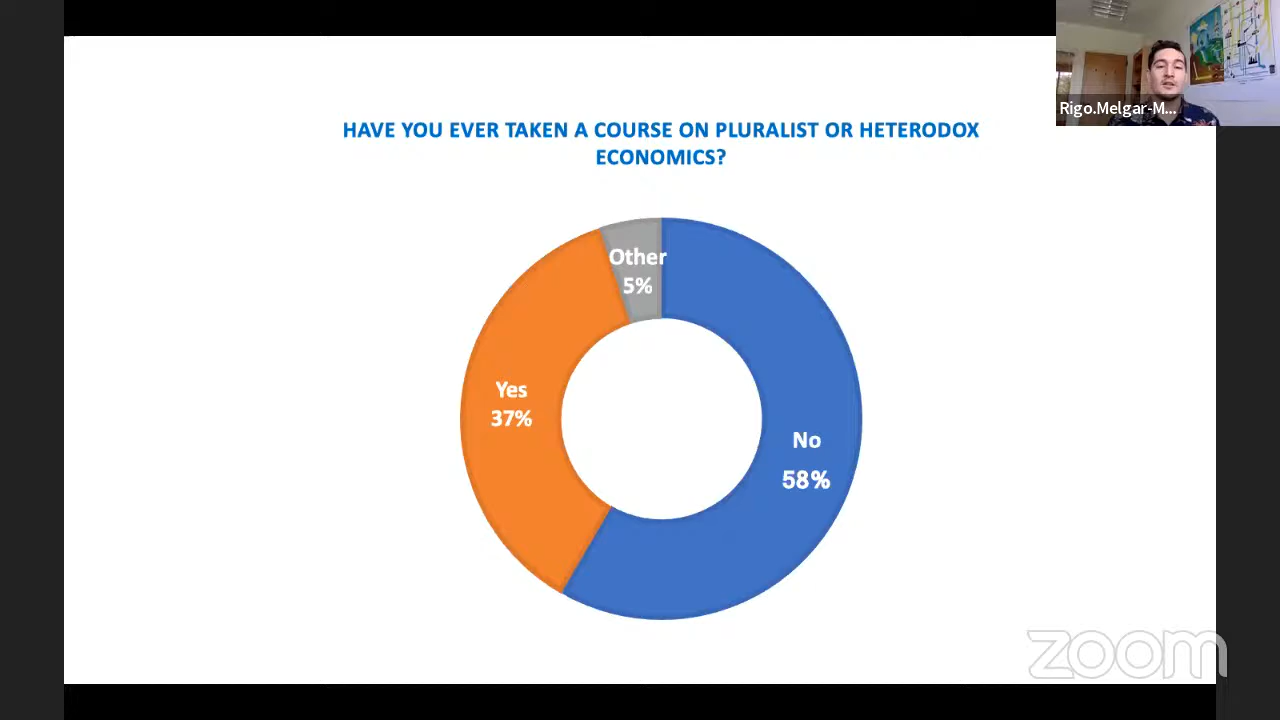 HAVE YOU EVER TAKEN A COURSE ON PLURALIST OR HETERODOX
ECONOMICS?
Rigo.Melgar-M...
Other
5%
Yes
37%
No
58%
zoom